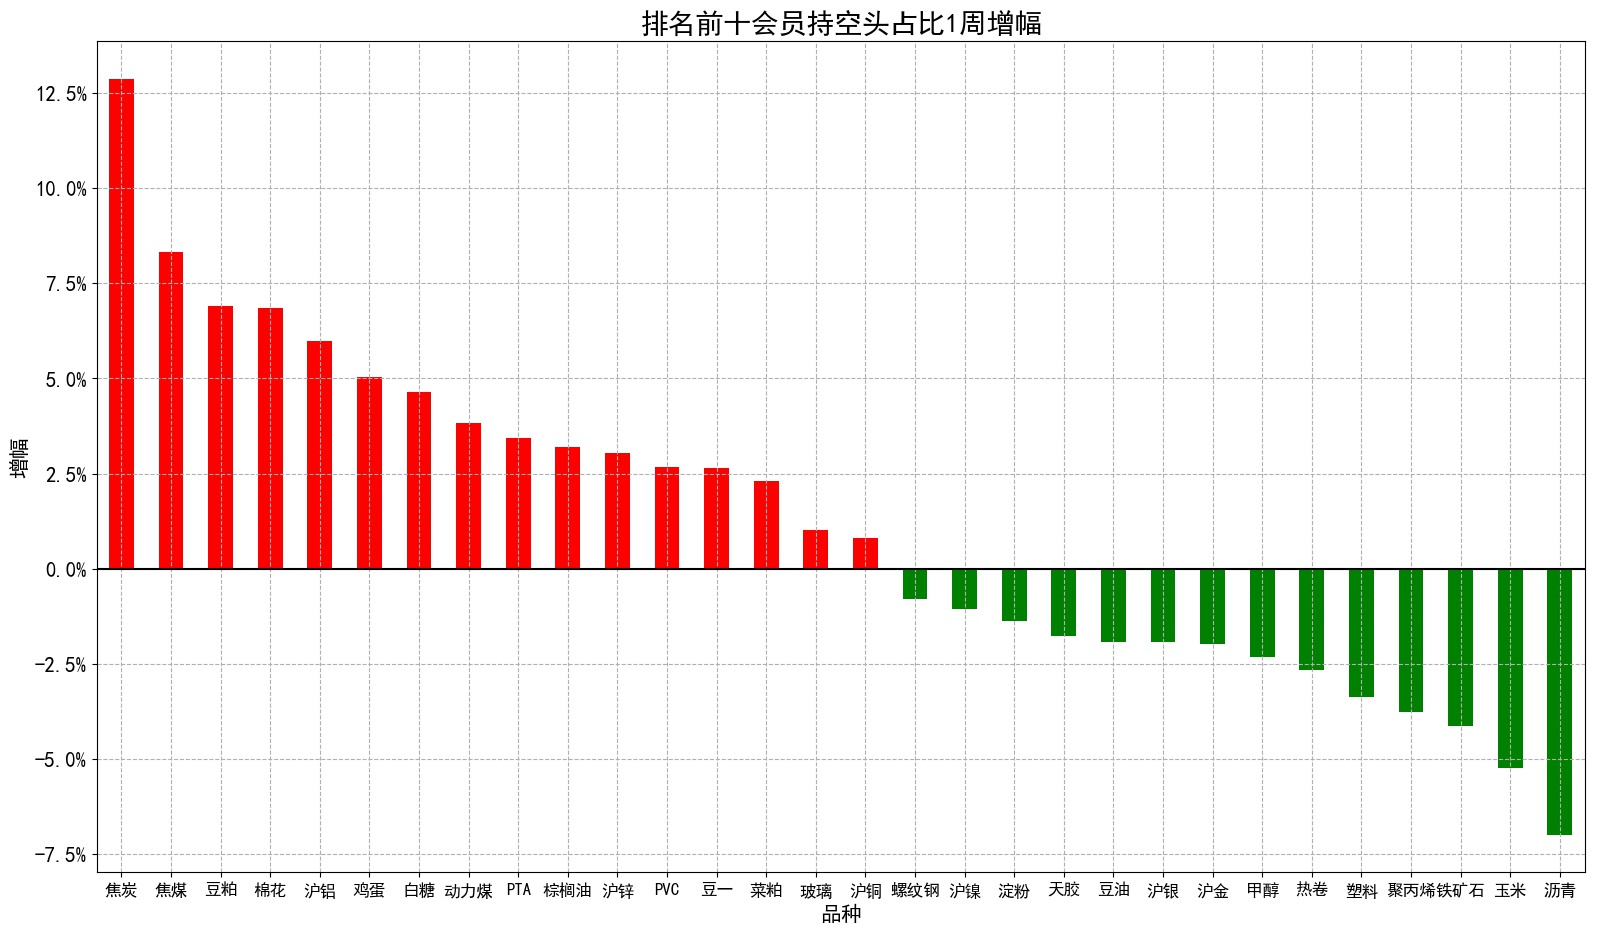 排名前十会员持空头占比1周增幅
12.5%
10.0%
7.5%
5.0%
2.5%
0.0%
−2.5%
−5.0%
−7.5%
增幅
焦炭 焦煤 豆粕 棉花 沪铝 鸡蛋 白糖 动力煤 PTA 棕榈油 沪锌 PVC 豆一 菜粕 玻璃 沪铜 螺纹钢 沪镍 淀粉 天胶 豆油 沪银 沪金 甲醇 热卷 塑料 聚丙烯 铁矿石 玉米 沥青
品种